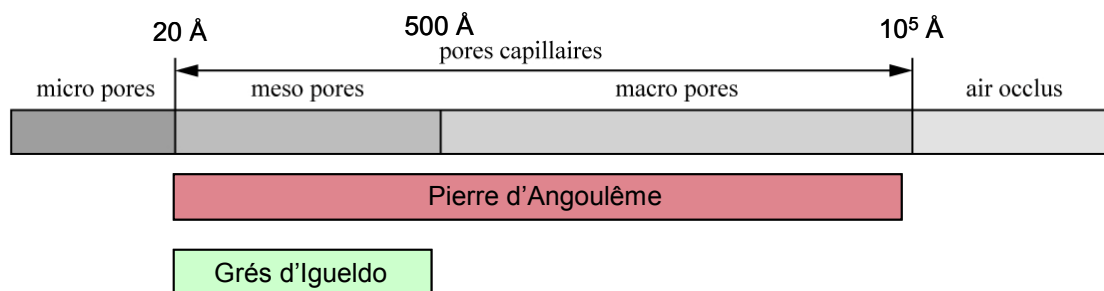 20 Å 500 Å 10⁵ Å
pores capillaires
micro pores meso pores macro pores air occlus
Pierre d’Angoulême
Grés d’Igueldo